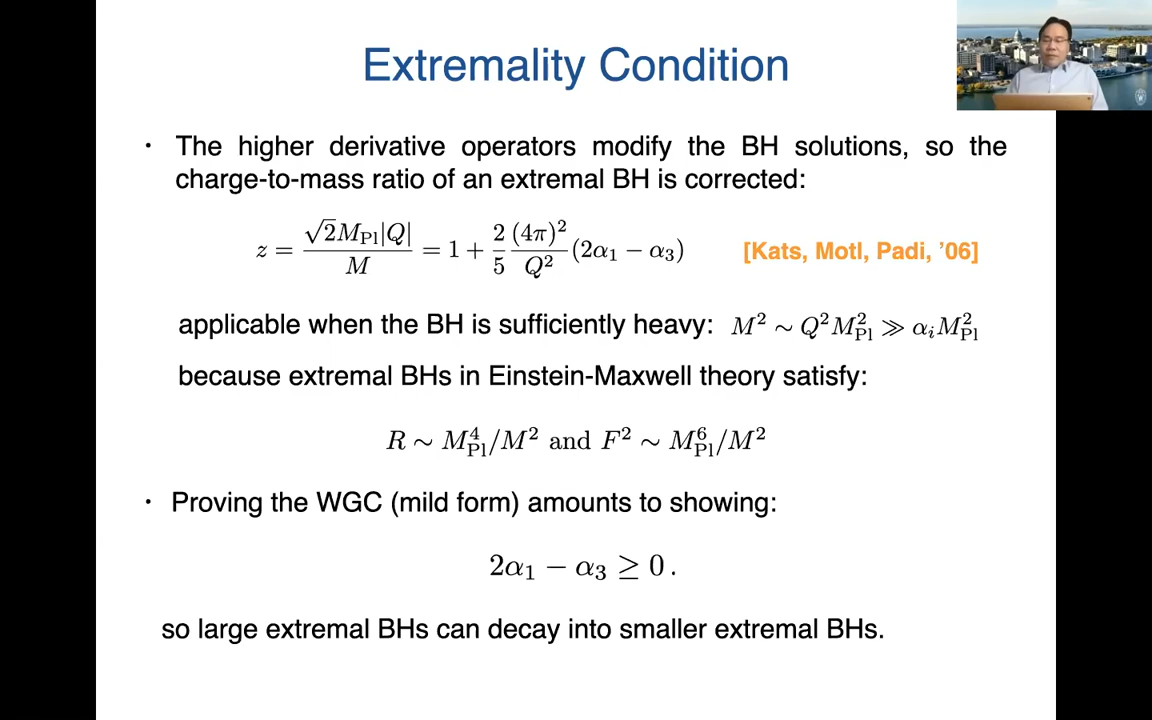 Extremality Condition
· The higher derivative operators modify the BH solutions, so the
charge-to-mass ratio of an extremal BH is corrected:
z = √2M_Pl|Q| / M = 1 + 2/5 (4π)²/Q² (2α₁ − α₃) [Kats, Motl, Padi, ’06]
applicable when the BH is sufficiently heavy: M² ∼ Q²M²_Pl ≫ α_i M²_Pl
because extremal BHs in Einstein-Maxwell theory satisfy:
R ∼ M⁴_Pl/M² and F² ∼ M⁶_Pl/M²
· Proving the WGC (mild form) amounts to showing:
2α₁ − α₃ ≥ 0 .
so large extremal BHs can decay into smaller extremal BHs.